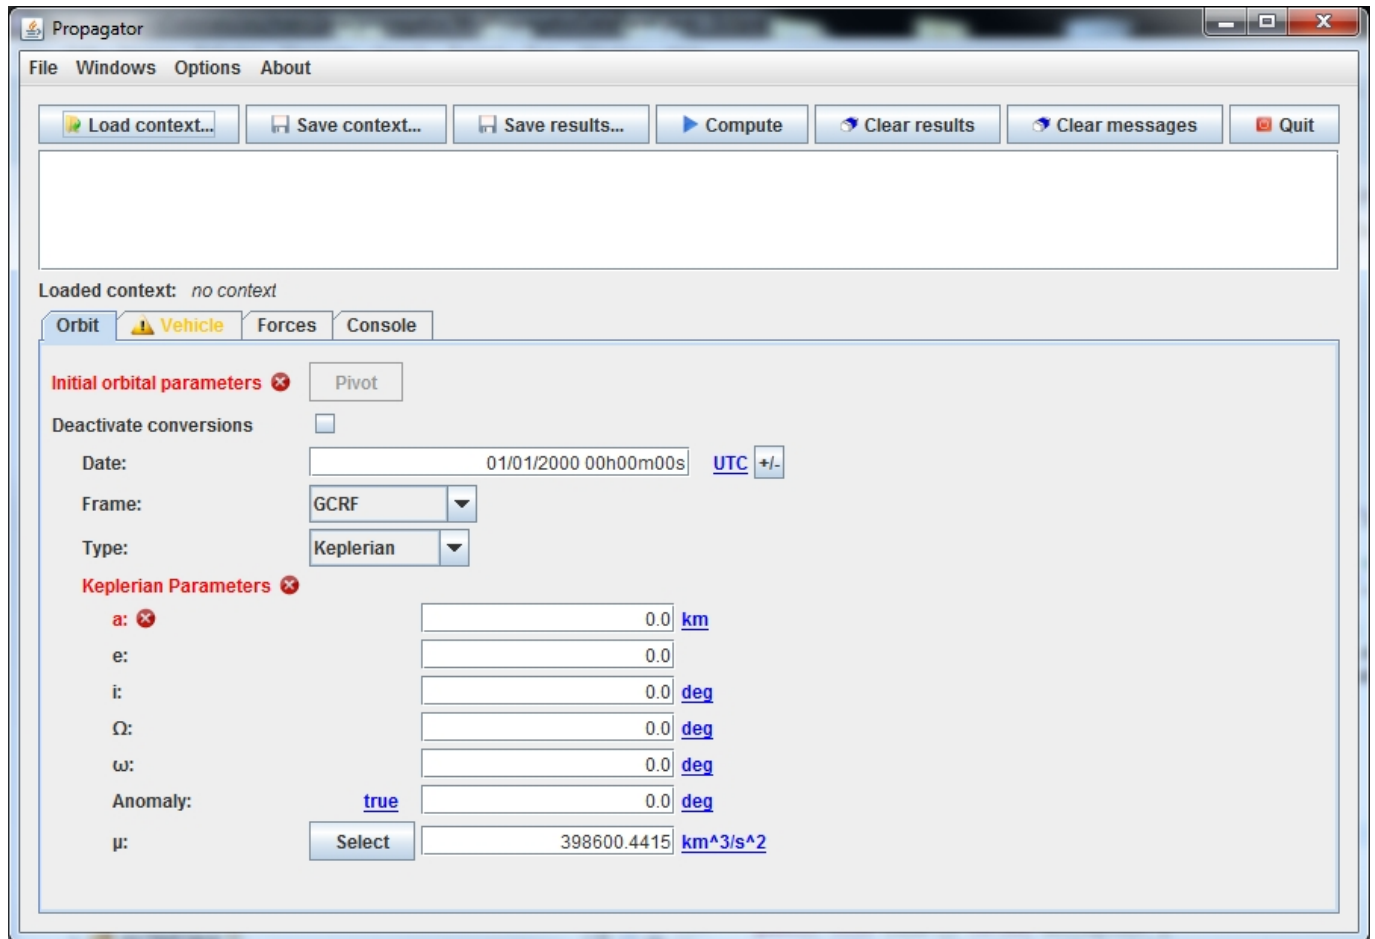 Propagator
File Windows Options About
Load context... Save context... Save results... Compute Clear results Clear messages Quit
Loaded context: no context
Orbit Vehicle Forces Console
Initial orbital parameters Pivot
Deactivate conversions
Date: 01/01/2000 00h00m00s UTC +/-
Frame: GCRF
Type: Keplerian
Keplerian Parameters
a: 0.0 km
e: 0.0
i: 0.0 deg
Ω: 0.0 deg
ω: 0.0 deg
Anomaly: true 0.0 deg
μ: Select 398600.4415 km^3/s^2